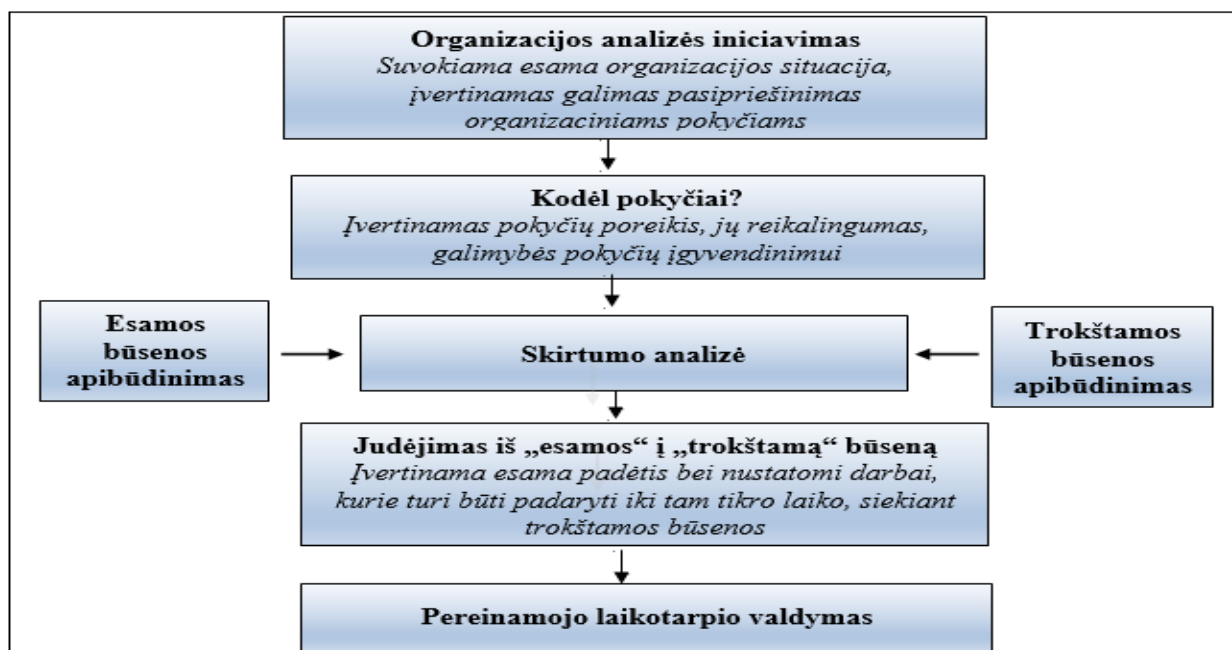 Organizacijos analizės iniciavimas
Suvokiama esama organizacijos situacija,
įvertinamas galimas pasipriešinimas
organizaciniams pokyčiams
Kodėl pokyčiai?
Įvertinamas pokyčių poreikis, jų reikalingumas,
galimybės pokyčių įgyvendinimui
Esamos
būsenos
apibūdinimas
Skirtumo analizė
Trokštamos
būsenos
apibūdinimas
Judėjimas iš „esamos“ į „trokštamą“ būseną
Įvertinama esama padėtis bei nustatomi darbai,
kurie turi būti padaryti iki tam tikro laiko, siekiant
trokštamos būsenos
Pereinamojo laikotarpio valdymas